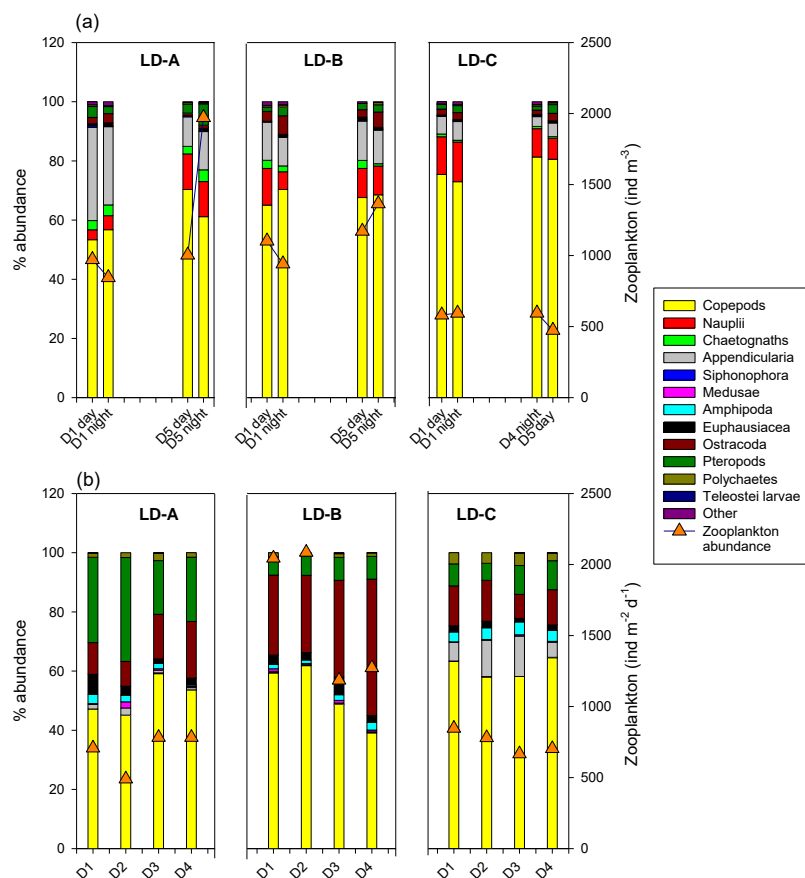 (a)
LD-A
LD-B
LD-C
120
100
80
60
40
20
0
% abundance
2500
2000
1500
1000
500
0
Zooplankton (ind m⁻³)
D1 day
D1 night
D5 day
D5 night
D1 day
D1 night
D5 day
D5 night
D1 day
D1 night
D4 night
D5 day
Copepods
Nauplii
Chaetognaths
Appendicularia
Siphonophora
Medusae
Amphipoda
Euphausiacea
Ostracoda
Pteropods
Polychaetes
Teleostei larvae
Other
Zooplankton
abundance
(b)
LD-A
LD-B
LD-C
120
100
80
60
40
20
0
% abundance
2500
2000
1500
1000
500
0
Zooplankton (ind m⁻² d⁻¹)
D1
D2
D3
D4
D1
D2
D3
D4
D1
D2
D3
D4